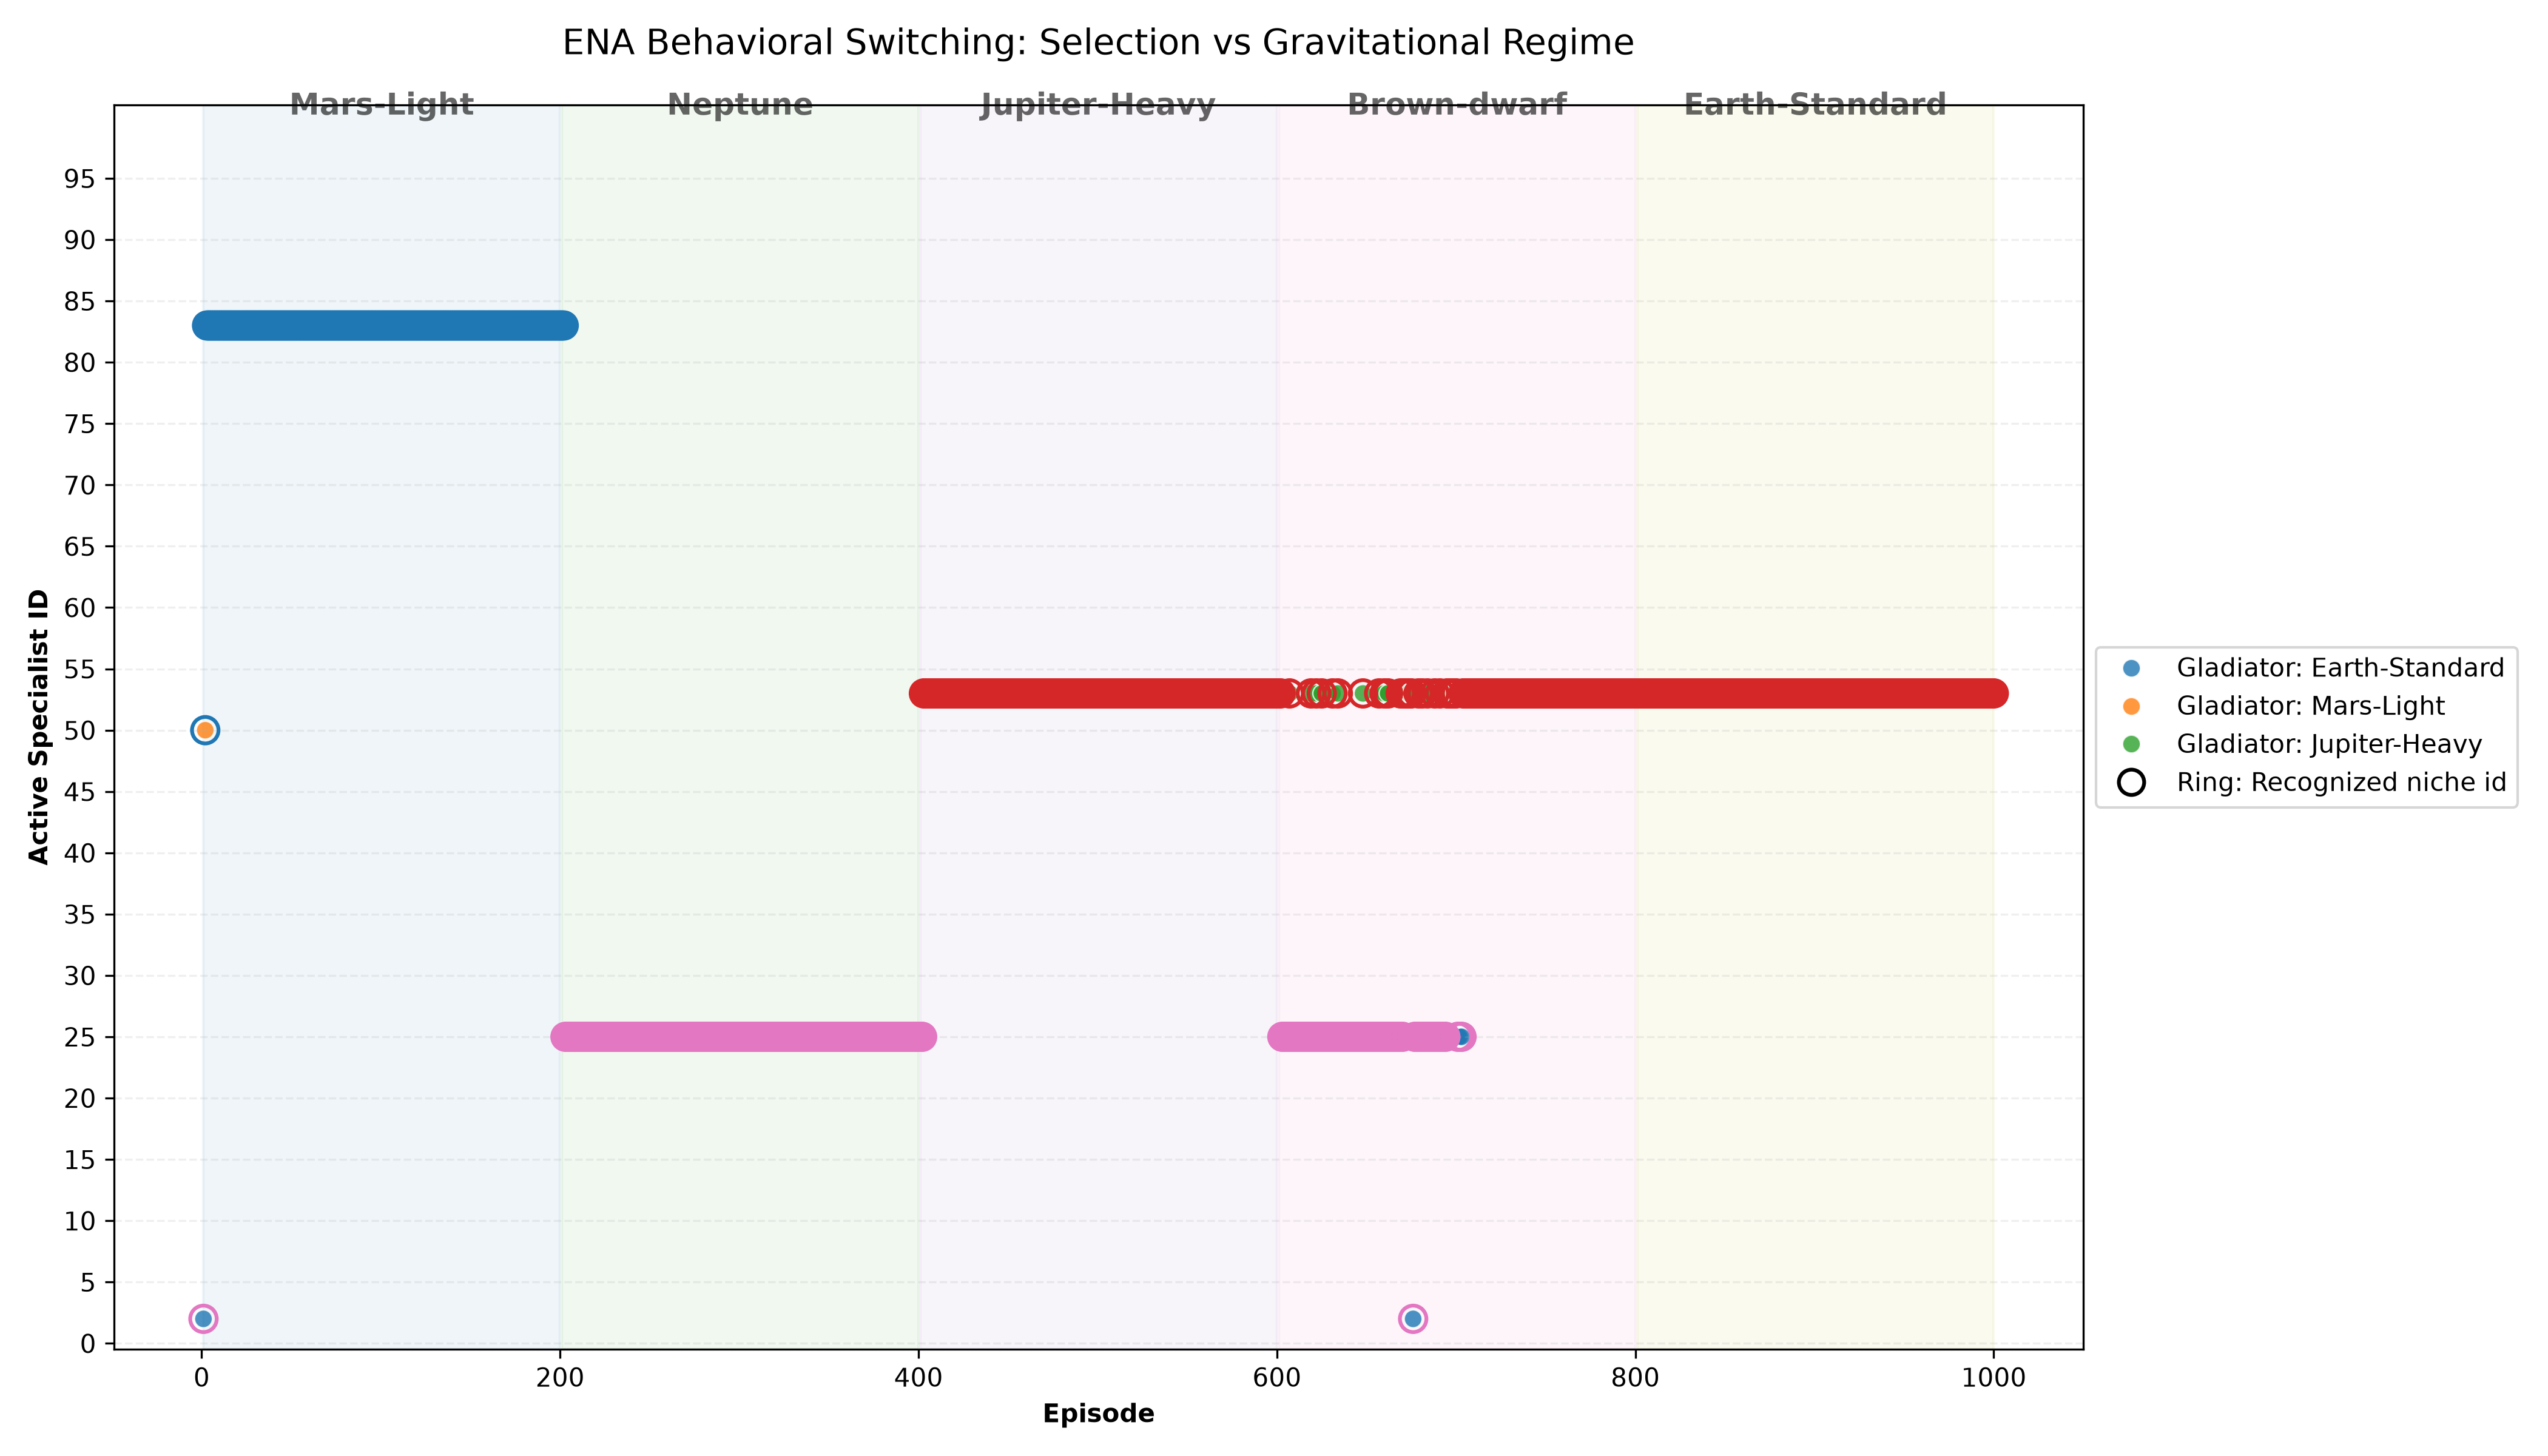 ENA Behavioral Switching: Selection vs Gravitational Regime
Mars-Light Neptune Jupiter-Heavy Brown-dwarf Earth-Standard
95
90
85
80
75
70
65
60
55
50
45
40
35
30
25
20
15
10
5
0
Active Specialist ID
Gladiator: Earth-Standard
Gladiator: Mars-Light
Gladiator: Jupiter-Heavy
Ring: Recognized niche id
0 200 400 600 800 1000
Episode